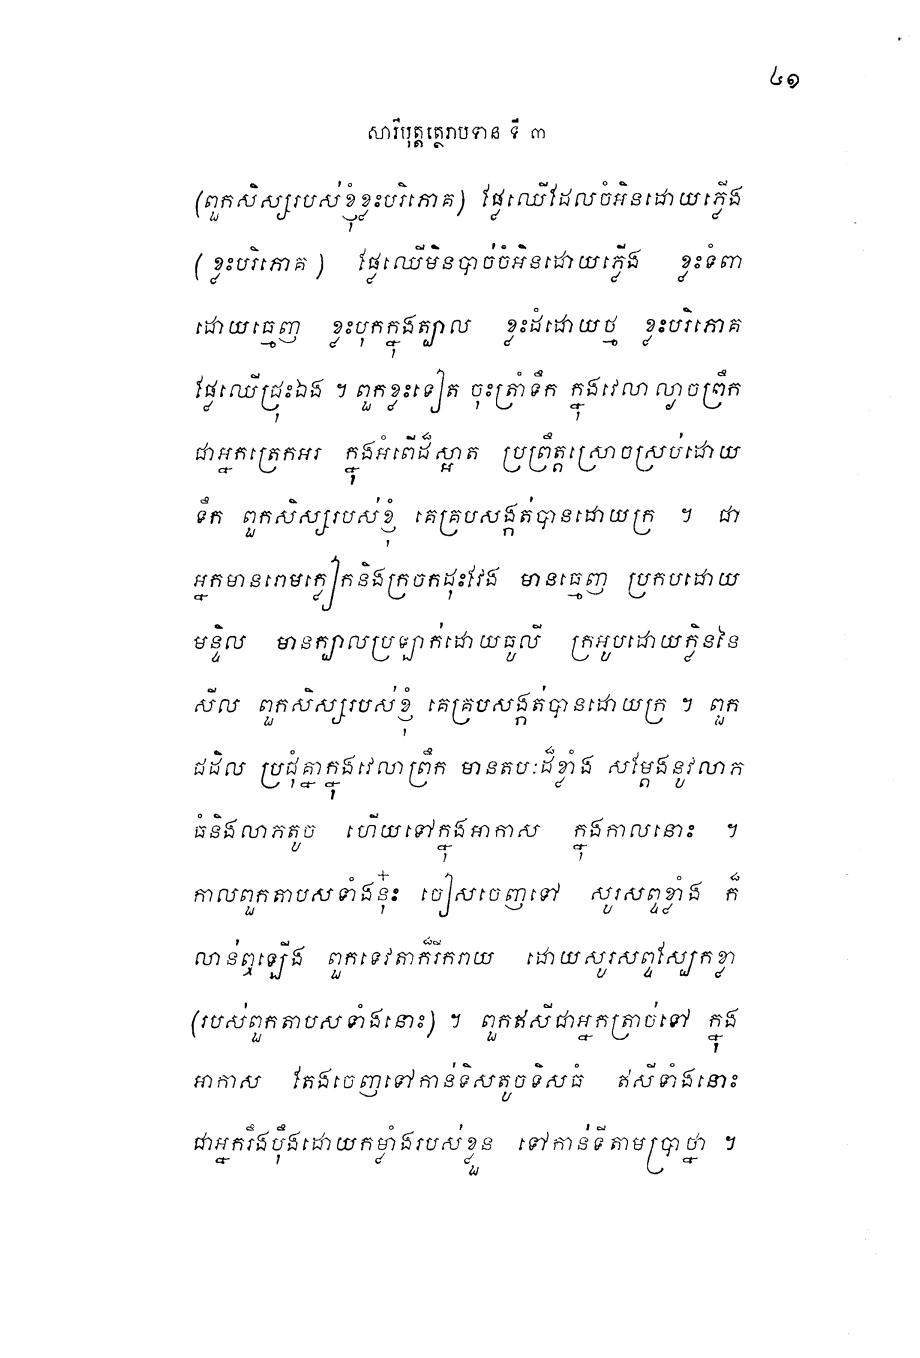 ៤១
សារីបុត្តត្ថេរាបទាន ទី ៣
(ពួកសិស្សរបស់ខ្ញុំខ្លះបរិភោគ) ផ្លែឈើដែលចំអិនដោយភ្លើង
(ខ្លះបរិភោគ) ផ្លែឈើមិនបាច់ចំអិនដោយភ្លើង ខ្លះទំពា
ដោយធ្មេញ ខ្លះបុកក្នុងត្បាល ខ្លះដំដោយថ្ម ខ្លះបរិភោគ
ផ្លែឈើជ្រុះឯង ។ ពួកខ្លះទៀត ចុះត្រាំទឹក ក្នុងវេលាល្ងាចព្រឹក
ជាអ្នកត្រេកអរ ក្នុងអំពើដ៏ស្អាត ប្រព្រឹត្តស្រោចស្រប់ដោយ
ទឹក ពួកសិស្សរបស់ខ្ញុំ គេគ្របសង្កត់បានដោយក្រ ។ ជា
អ្នកមានរោមក្លៀកនិងក្រចកដុះវែង មានធ្មេញ ប្រកបដោយ
មន្ទិល មានក្បាលប្រឡាក់ដោយធូលី ក្រអូបដោយក្លិននៃ
សីល ពួកសិស្សរបស់ខ្ញុំ គេគ្របសង្កត់បានដោយក្រ ។ ពួក
ជដិល ប្រជុំគ្នាក្នុងវេលាព្រឹក មានតបៈដ៏ខ្លាំង សម្តែងនូវលាភ
ធំនិងលាភតូច ហើយទៅក្នុងអាកាស ក្នុងកាលនោះ ។
កាលពួកតាបសទាំងនុ៎ះ ចៀសចេញទៅ សូរសព្ទខ្លាំង ក៏
លាន់ឮឡើង ពួកទេវតាក៏រីករាយ ដោយសូរសព្ទស្បែកខ្លា
(របស់ពួកតាបសទាំងនោះ) ។ ពួកឥសីជាអ្នកត្រាច់ទៅ ក្នុង
អាកាស តែងចេញទៅកាន់ទិសតូចទិសធំ ឥសីទាំងនោះ
ជាអ្នករឹងប៉ឹងដោយកម្លាំងរបស់ខ្លួន ទៅកាន់ទីតាមប្រាថ្នា ។